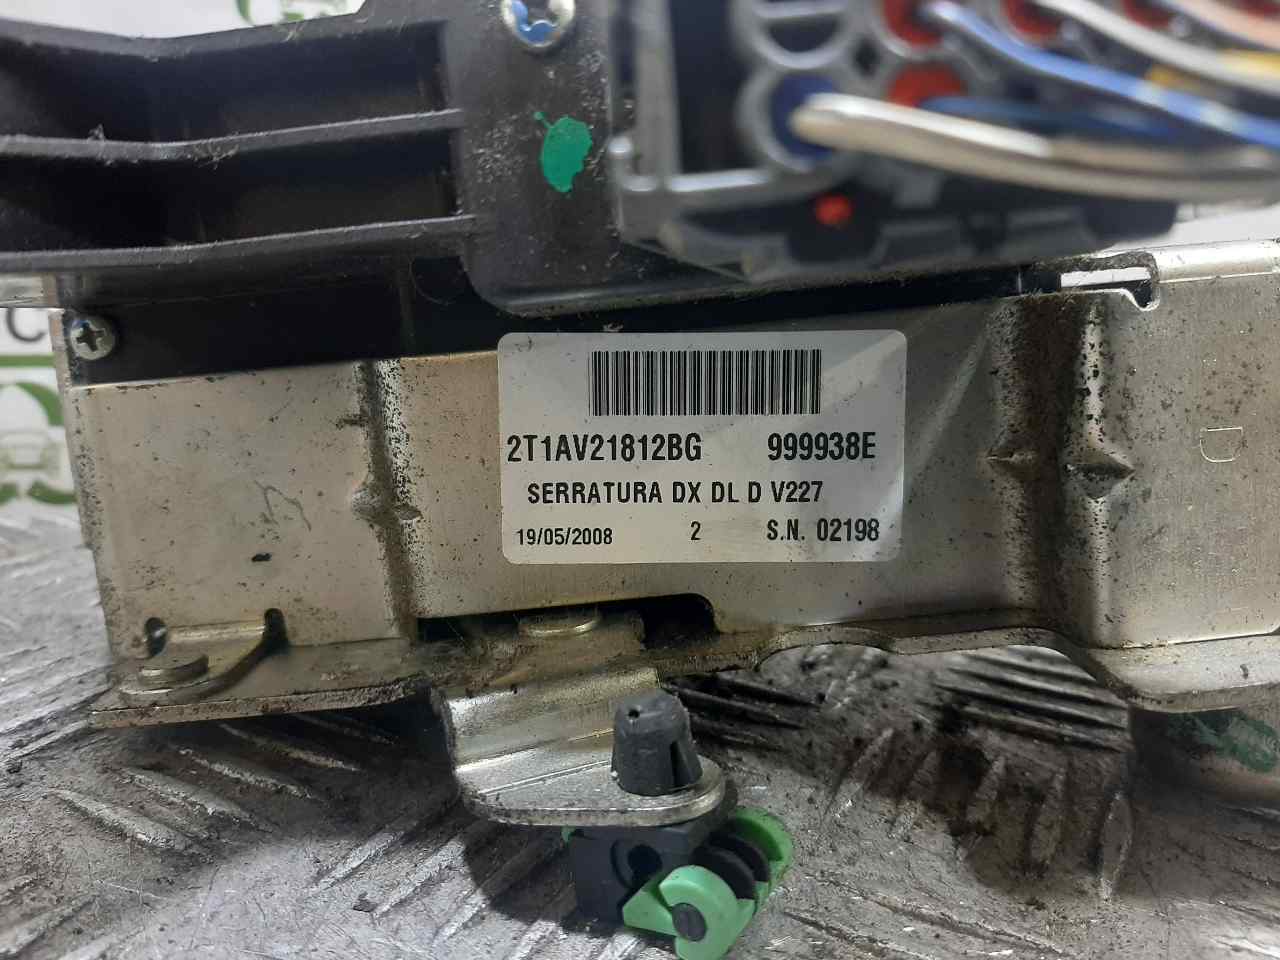 2T1AV21812BG 999938E
SERRATURA DX DL D V227
19/05/2008 2 S.N. 02198
D